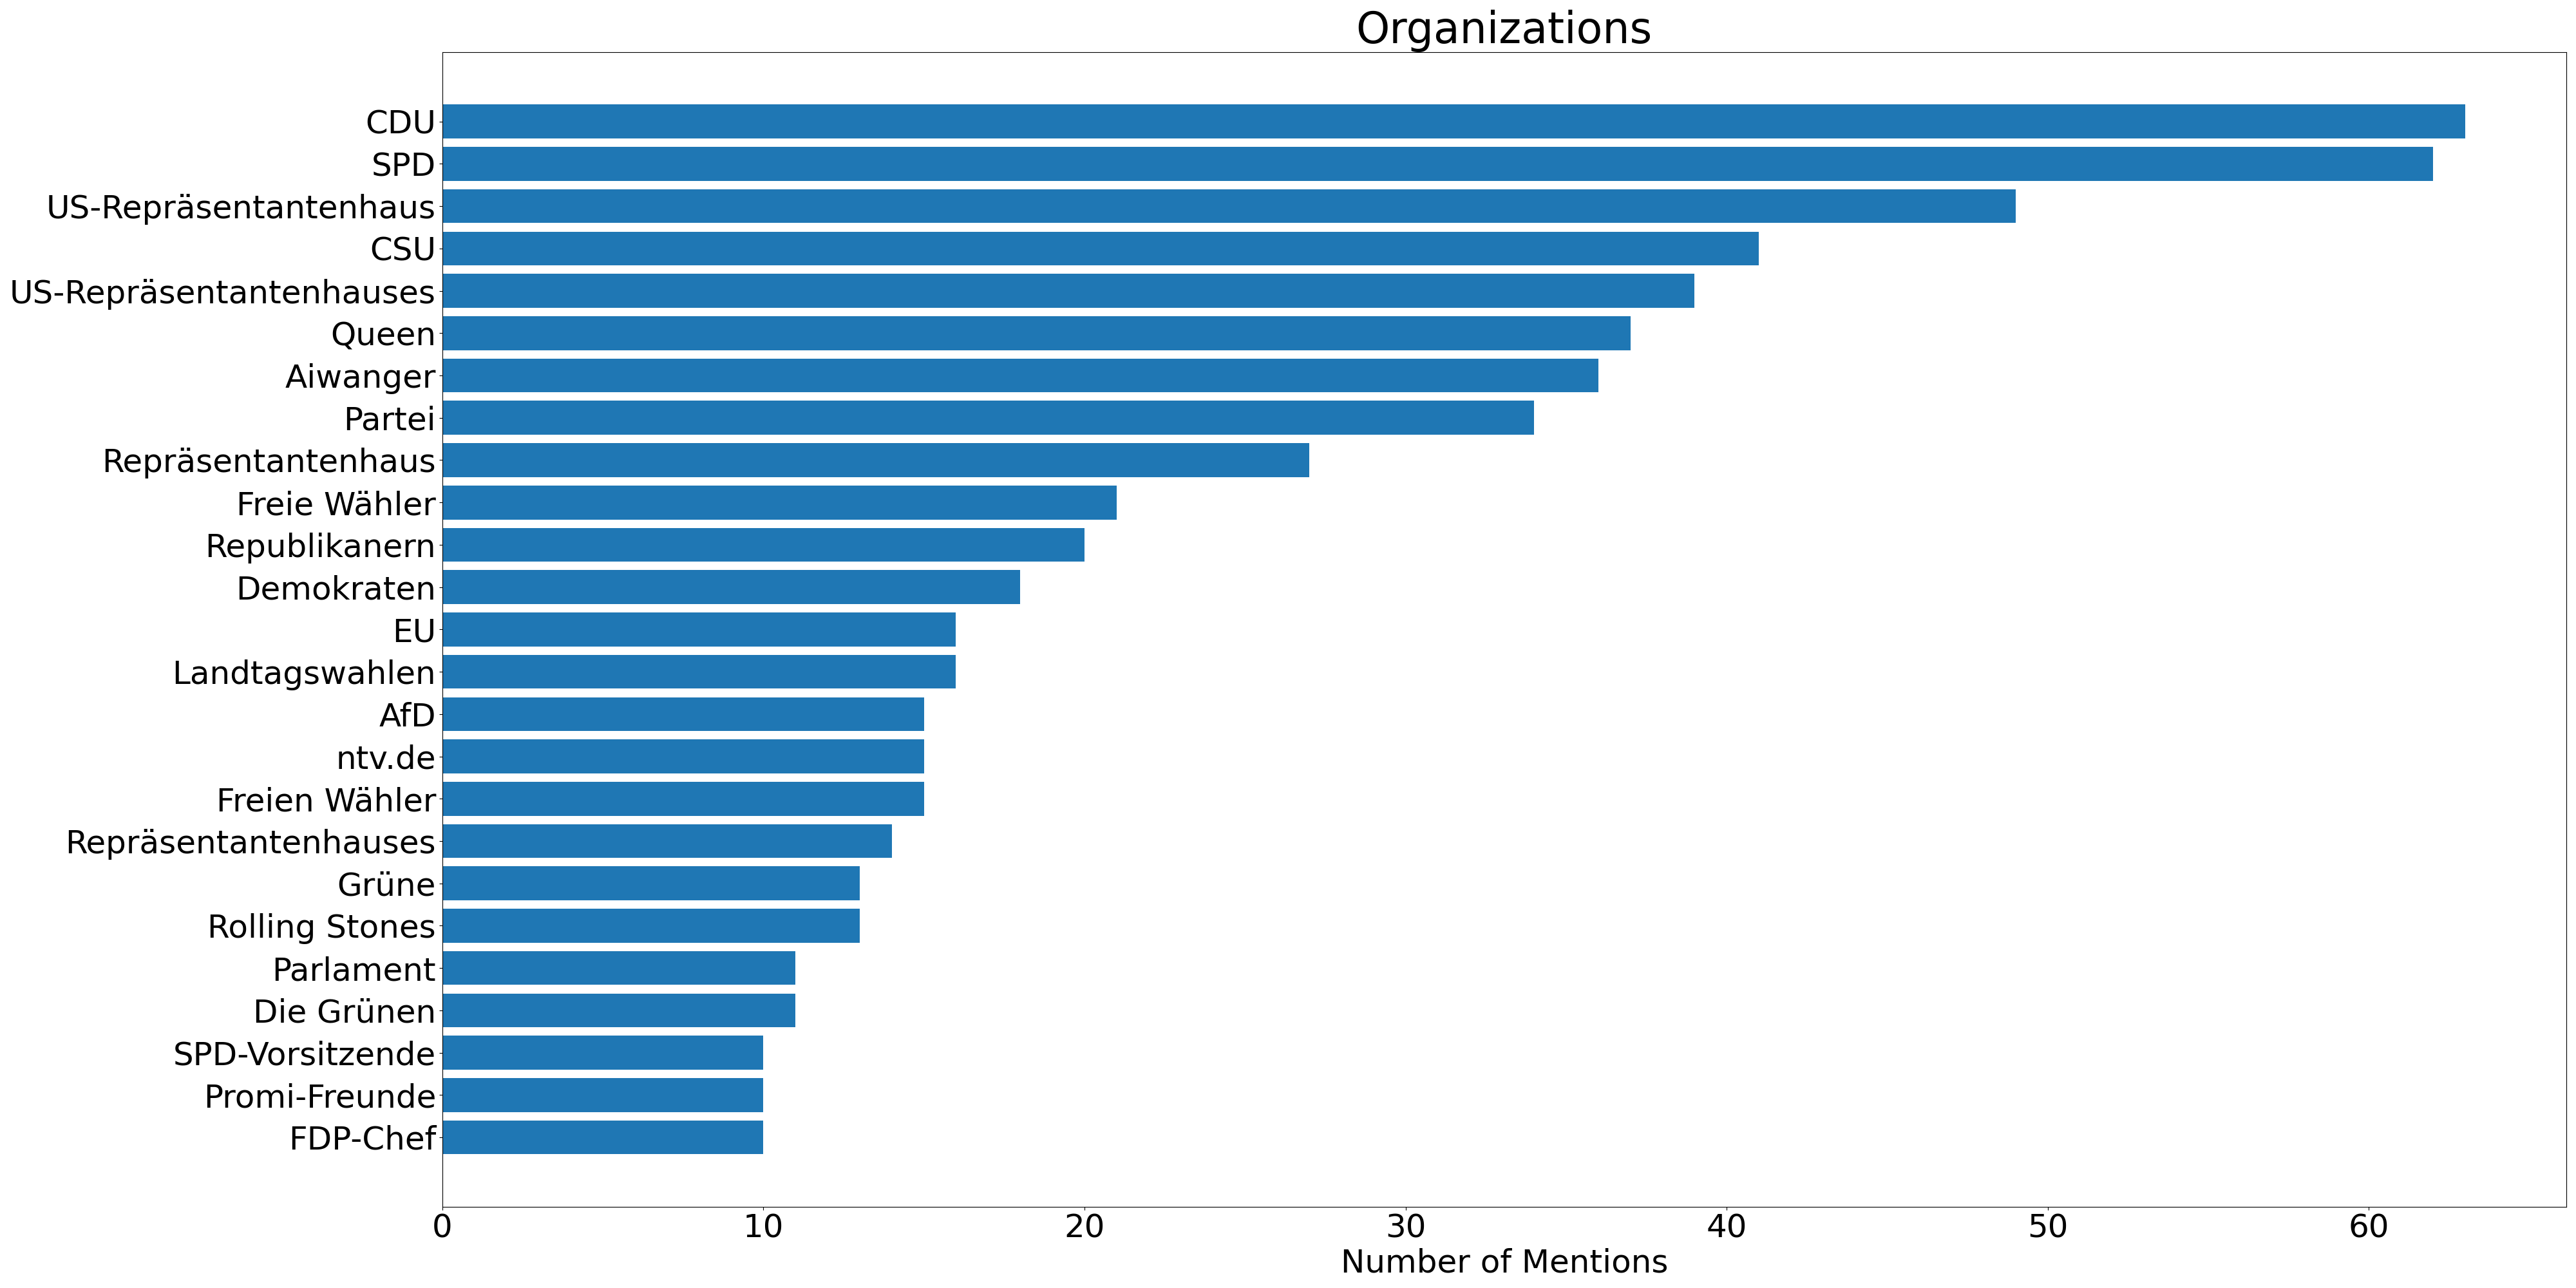 Organizations
CDU
SPD
US-Repräsentantenhaus
CSU
US-Repräsentantenhauses
Queen
Aiwanger
Partei
Repräsentantenhaus
Freie Wähler
Republikanern
Demokraten
EU
Landtagswahlen
AfD
ntv.de
Freien Wähler
Repräsentantenhauses
Grüne
Rolling Stones
Parlament
Die Grünen
SPD-Vorsitzende
Promi-Freunde
FDP-Chef
0 10 20 30 40 50 60
Number of Mentions